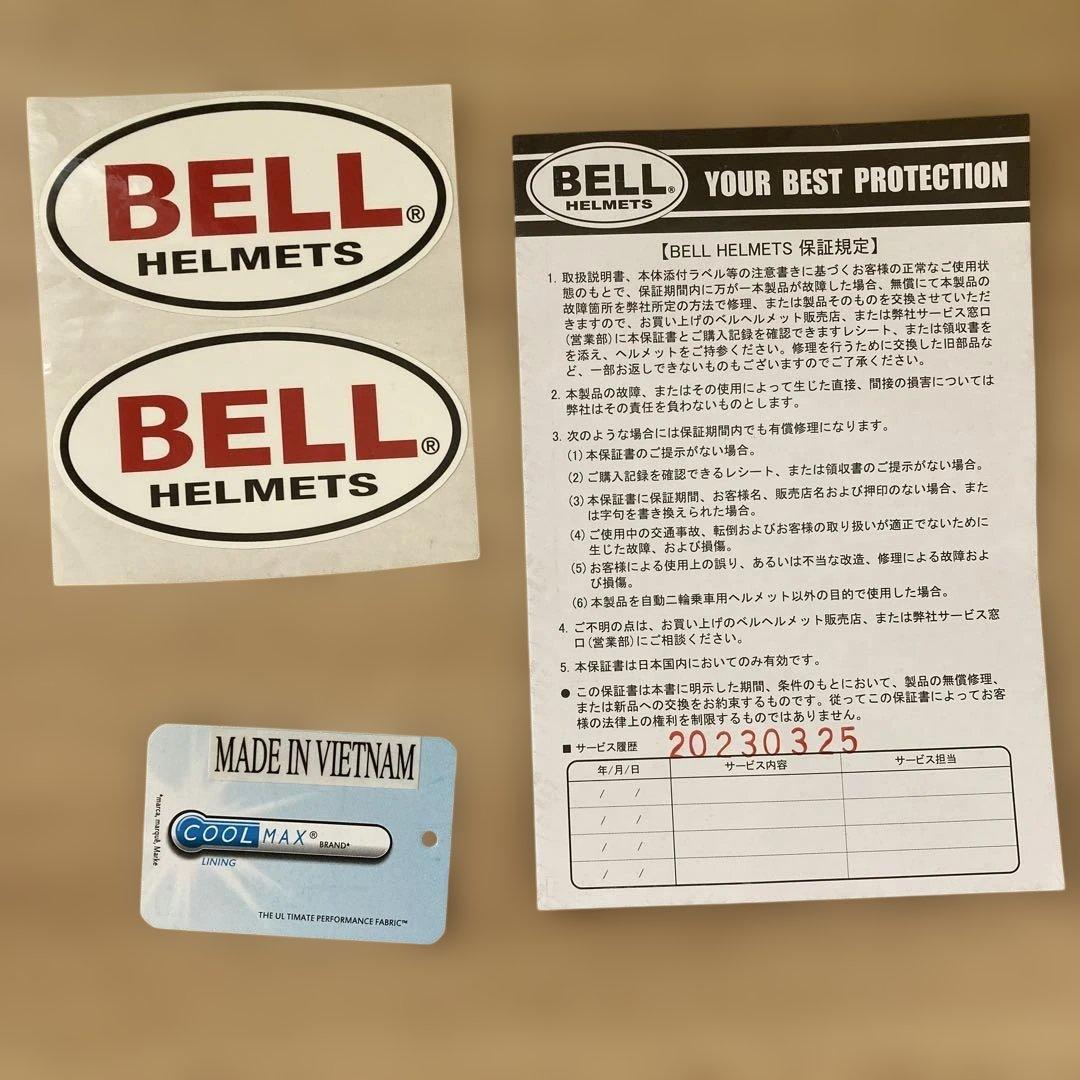 BELL®
HELMETS
BELL®
HELMETS
MADE IN VIETNAM
*marca, marqué, Marke
COOLMAX® BRAND*
LINING
THE UL TIMATE PERFORMANCE FABRIC™
BELL®
HELMETS
YOUR BEST PROTECTION
【BELL HELMETS 保証規定】
1. 取扱説明書、本体添付ラベル等の注意書きに基づくお客様の正常なご使用状
態のもとで、保証期間内に万が一本製品が故障した場合、無償にて本製品の
故障箇所を弊社所定の方法で修理、または製品そのものを交換させていただ
きますので、お買い上げのベルヘルメット販売店、または弊社サービス窓口
(営業部)に本保証書とご購入記録を確認できますレシート、または領収書を
を添え、ヘルメットをご持参ください。修理を行うために交換した旧部品な
ど、一部お返しできないものもございますのでご了承ください。
2. 本製品の故障、またはその使用によって生じた直接、間接の損害については
弊社はその責任を負わないものとします。
3. 次のような場合には保証期間内でも有償修理になります。
(1) 本保証書のご提示がない場合。
(2) ご購入記録を確認できるレシート、または領収書のご提示がない場合。
(3) 本保証書に保証期間、お客様名、販売店名および押印のない場合、また
は字句を書き換えられた場合。
(4) ご使用中の交通事故、転倒およびお客様の取り扱いが適正でないために
生じた故障、および損傷。
(5) お客様による使用上の誤り、あるいは不当な改造、修理による故障およ
び損傷。
(6) 本製品を自動二輪乗車用ヘルメット以外の目的で使用した場合。
4. ご不明の点は、お買い上げのベルヘルメット販売店、または弊社サービス窓
口(営業部)にご相談ください。
5. 本保証書は日本国内においてのみ有効です。
● この保証書は本書に明示した期間、条件のもとにおいて、製品の無償修理、
または新品への交換をお約束するものです。従ってこの保証書によってお客
様の法律上の権利を制限するものではありません。
■ サービス履歴 20230325
年/月/日 サービス内容 サービス担当
/ /
/ /
/ /
/ /